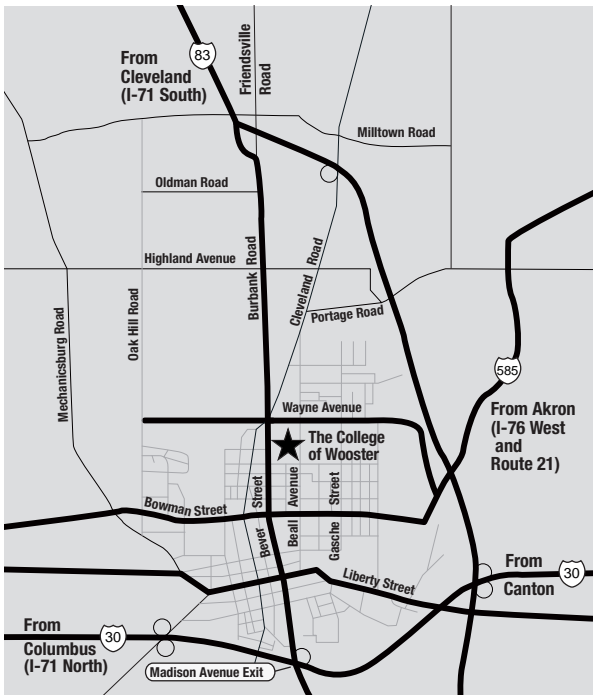 83
From
Cleveland
(I-71 South)
Friendsville
Road
Milltown Road
Oldman Road
Highland Avenue
Burbank Road
Cleveland Road
Portage Road
Oak Hill Road
Mechanicsburg Road
585
From Akron
(I-76 West
and
Route 21)
Wayne Avenue
The College
of Wooster
Bowman Street
Bever Street
Beall Avenue
Gasche Street
Liberty Street
From
Canton
30
From
Columbus
(I-71 North)
30
Madison Avenue Exit